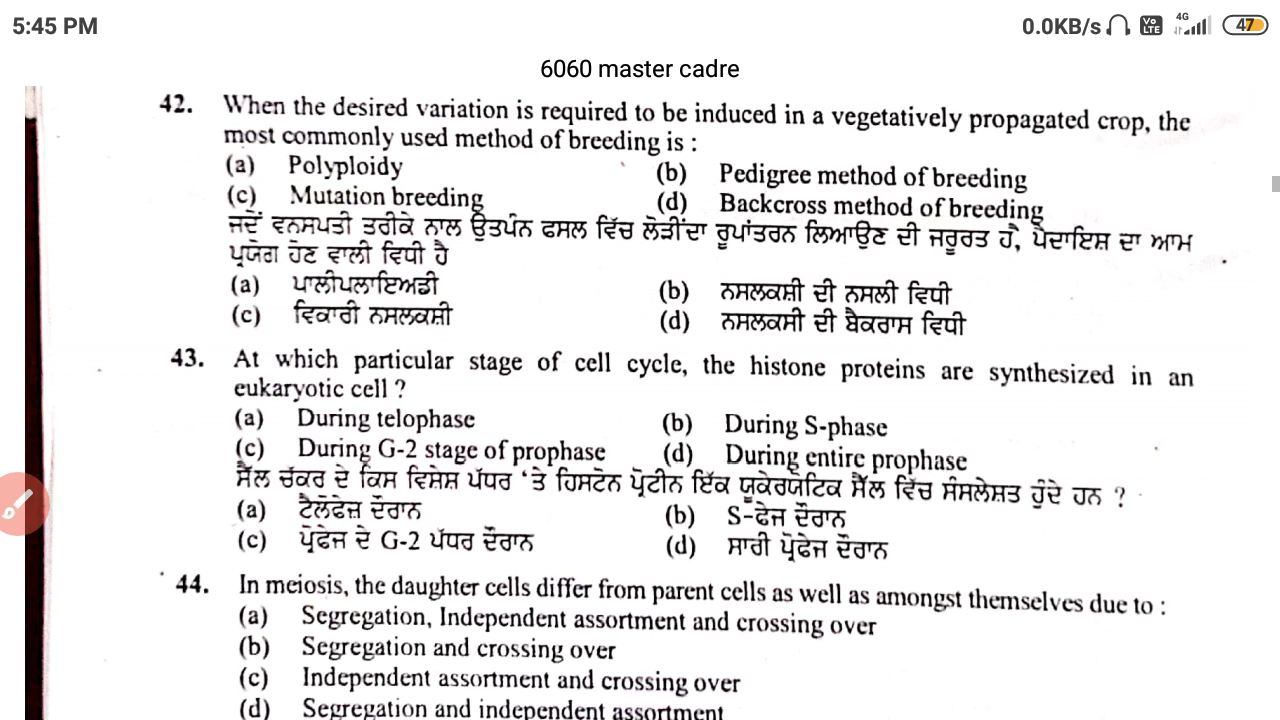 5:45 PM
0.0KB/s
Vo
LTE
4G
47
6060 master cadre
42. When the desired variation is required to be induced in a vegetatively propagated crop, the
most commonly used method of breeding is :
(a) Polyploidy (b) Pedigree method of breeding
(c) Mutation breeding (d) Backcross method of breeding
ਜਦੋਂ ਵਨਸਪਤੀ ਤਰੀਕੇ ਨਾਲ ਉਤਪੰਨ ਫਸਲ ਵਿੱਚ ਲੋੜੀਂਦਾ ਰੂਪਾਂਤਰਨ ਲਿਆਉਣ ਦੀ ਜਰੂਰਤ ਹੈ, ਪੈਦਾਇਸ਼ ਦਾ ਆਮ
ਪ੍ਰਯੋਗ ਹੋਣ ਵਾਲੀ ਵਿਧੀ ਹੈ
(a) ਪਾਲੀਪਲਾਇਅਡੀ (b) ਨਸਲਕਸ਼ੀ ਦੀ ਨਸਲੀ ਵਿਧੀ
(c) ਵਿਕਾਰੀ ਨਸਲਕਸ਼ੀ (d) ਨਸਲਕਸੀ ਦੀ ਬੈਕਰਾਸ ਵਿਧੀ
43. At which particular stage of cell cycle, the histone proteins are synthesized in an
eukaryotic cell ?
(a) During telophase (b) During S-phase
(c) During G-2 stage of prophase (d) During entire prophase
ਸੈੱਲ ਚੱਕਰ ਦੇ ਕਿਸ ਵਿਸ਼ੇਸ਼ ਪੱਧਰ 'ਤੇ ਹਿਸਟੋਨ ਪ੍ਰੋਟੀਨ ਇੱਕ ਯੂਕੇਰਯੋਟਿਕ ਸੈੱਲ ਵਿੱਚ ਸੰਸਲੇਸ਼ਤ ਹੁੰਦੇ ਹਨ ?
(a) ਟੈਲੋਫੇਜ਼ ਦੌਰਾਨ (b) S-ਫੇਜ ਦੌਰਾਨ
(c) ਪ੍ਰੋਫੇਜ ਦੇ G-2 ਪੱਧਰ ਦੌਰਾਨ (d) ਸਾਰੀ ਪ੍ਰੋਫੇਜ ਦੌਰਾਨ
44. In meiosis, the daughter cells differ from parent cells as well as amongst themselves due to :
(a) Segregation, Independent assortment and crossing over
(b) Segregation and crossing over
(c) Independent assortment and crossing over
(d) Segregation and independent assortment